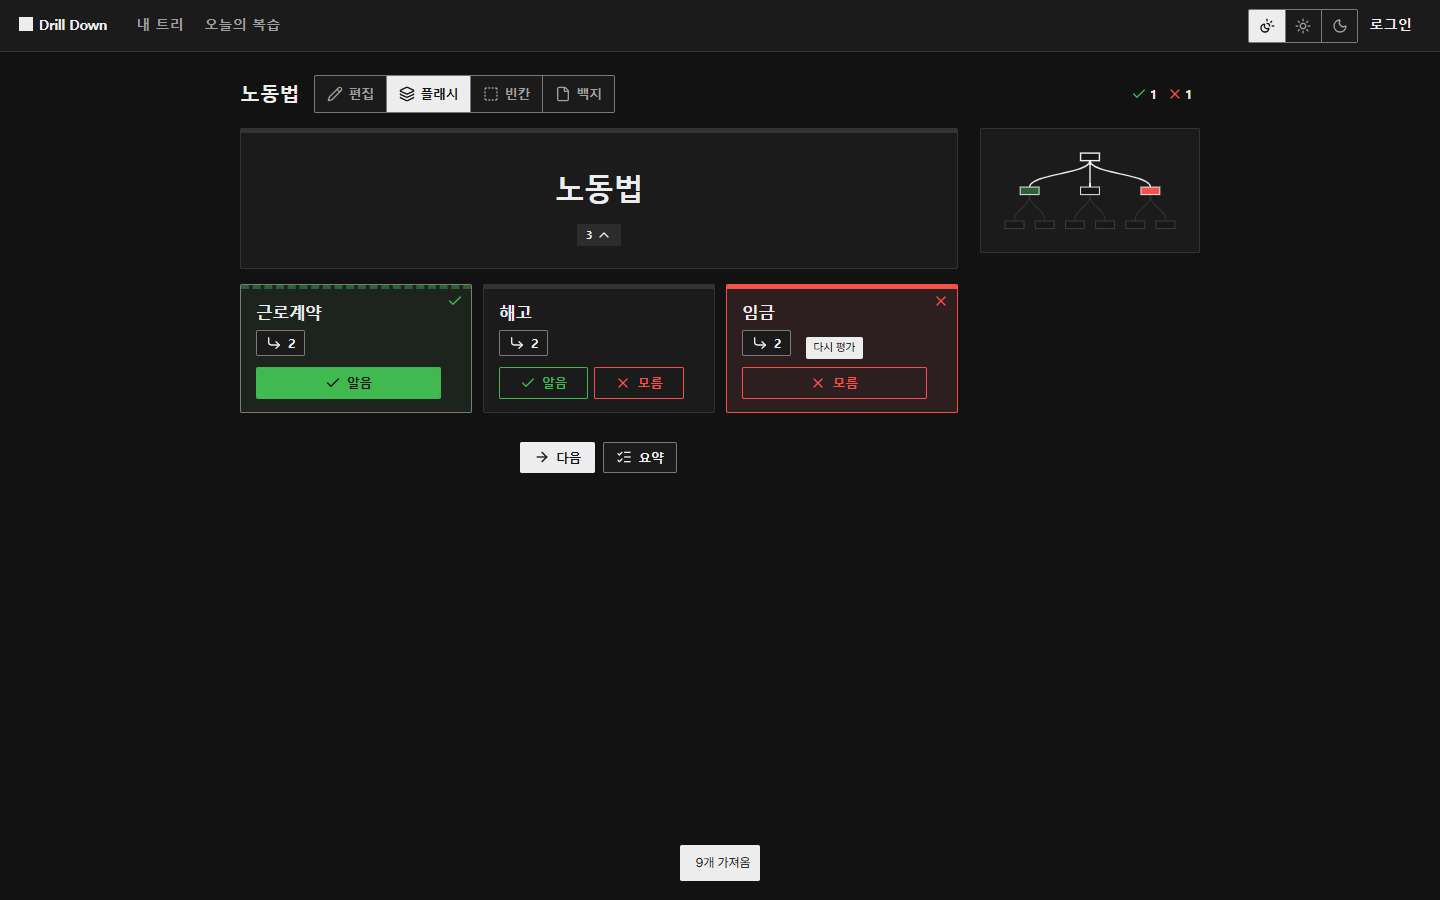 Drill Down 내 트리 오늘의 복습 로그인
노동법 편집 플래시 빈칸 백지 1 1
노동법
3
근로계약
2
알음
해고
2
알음 모름
임금
2 다시 평가
모름
다음 요약
9개 가져옴